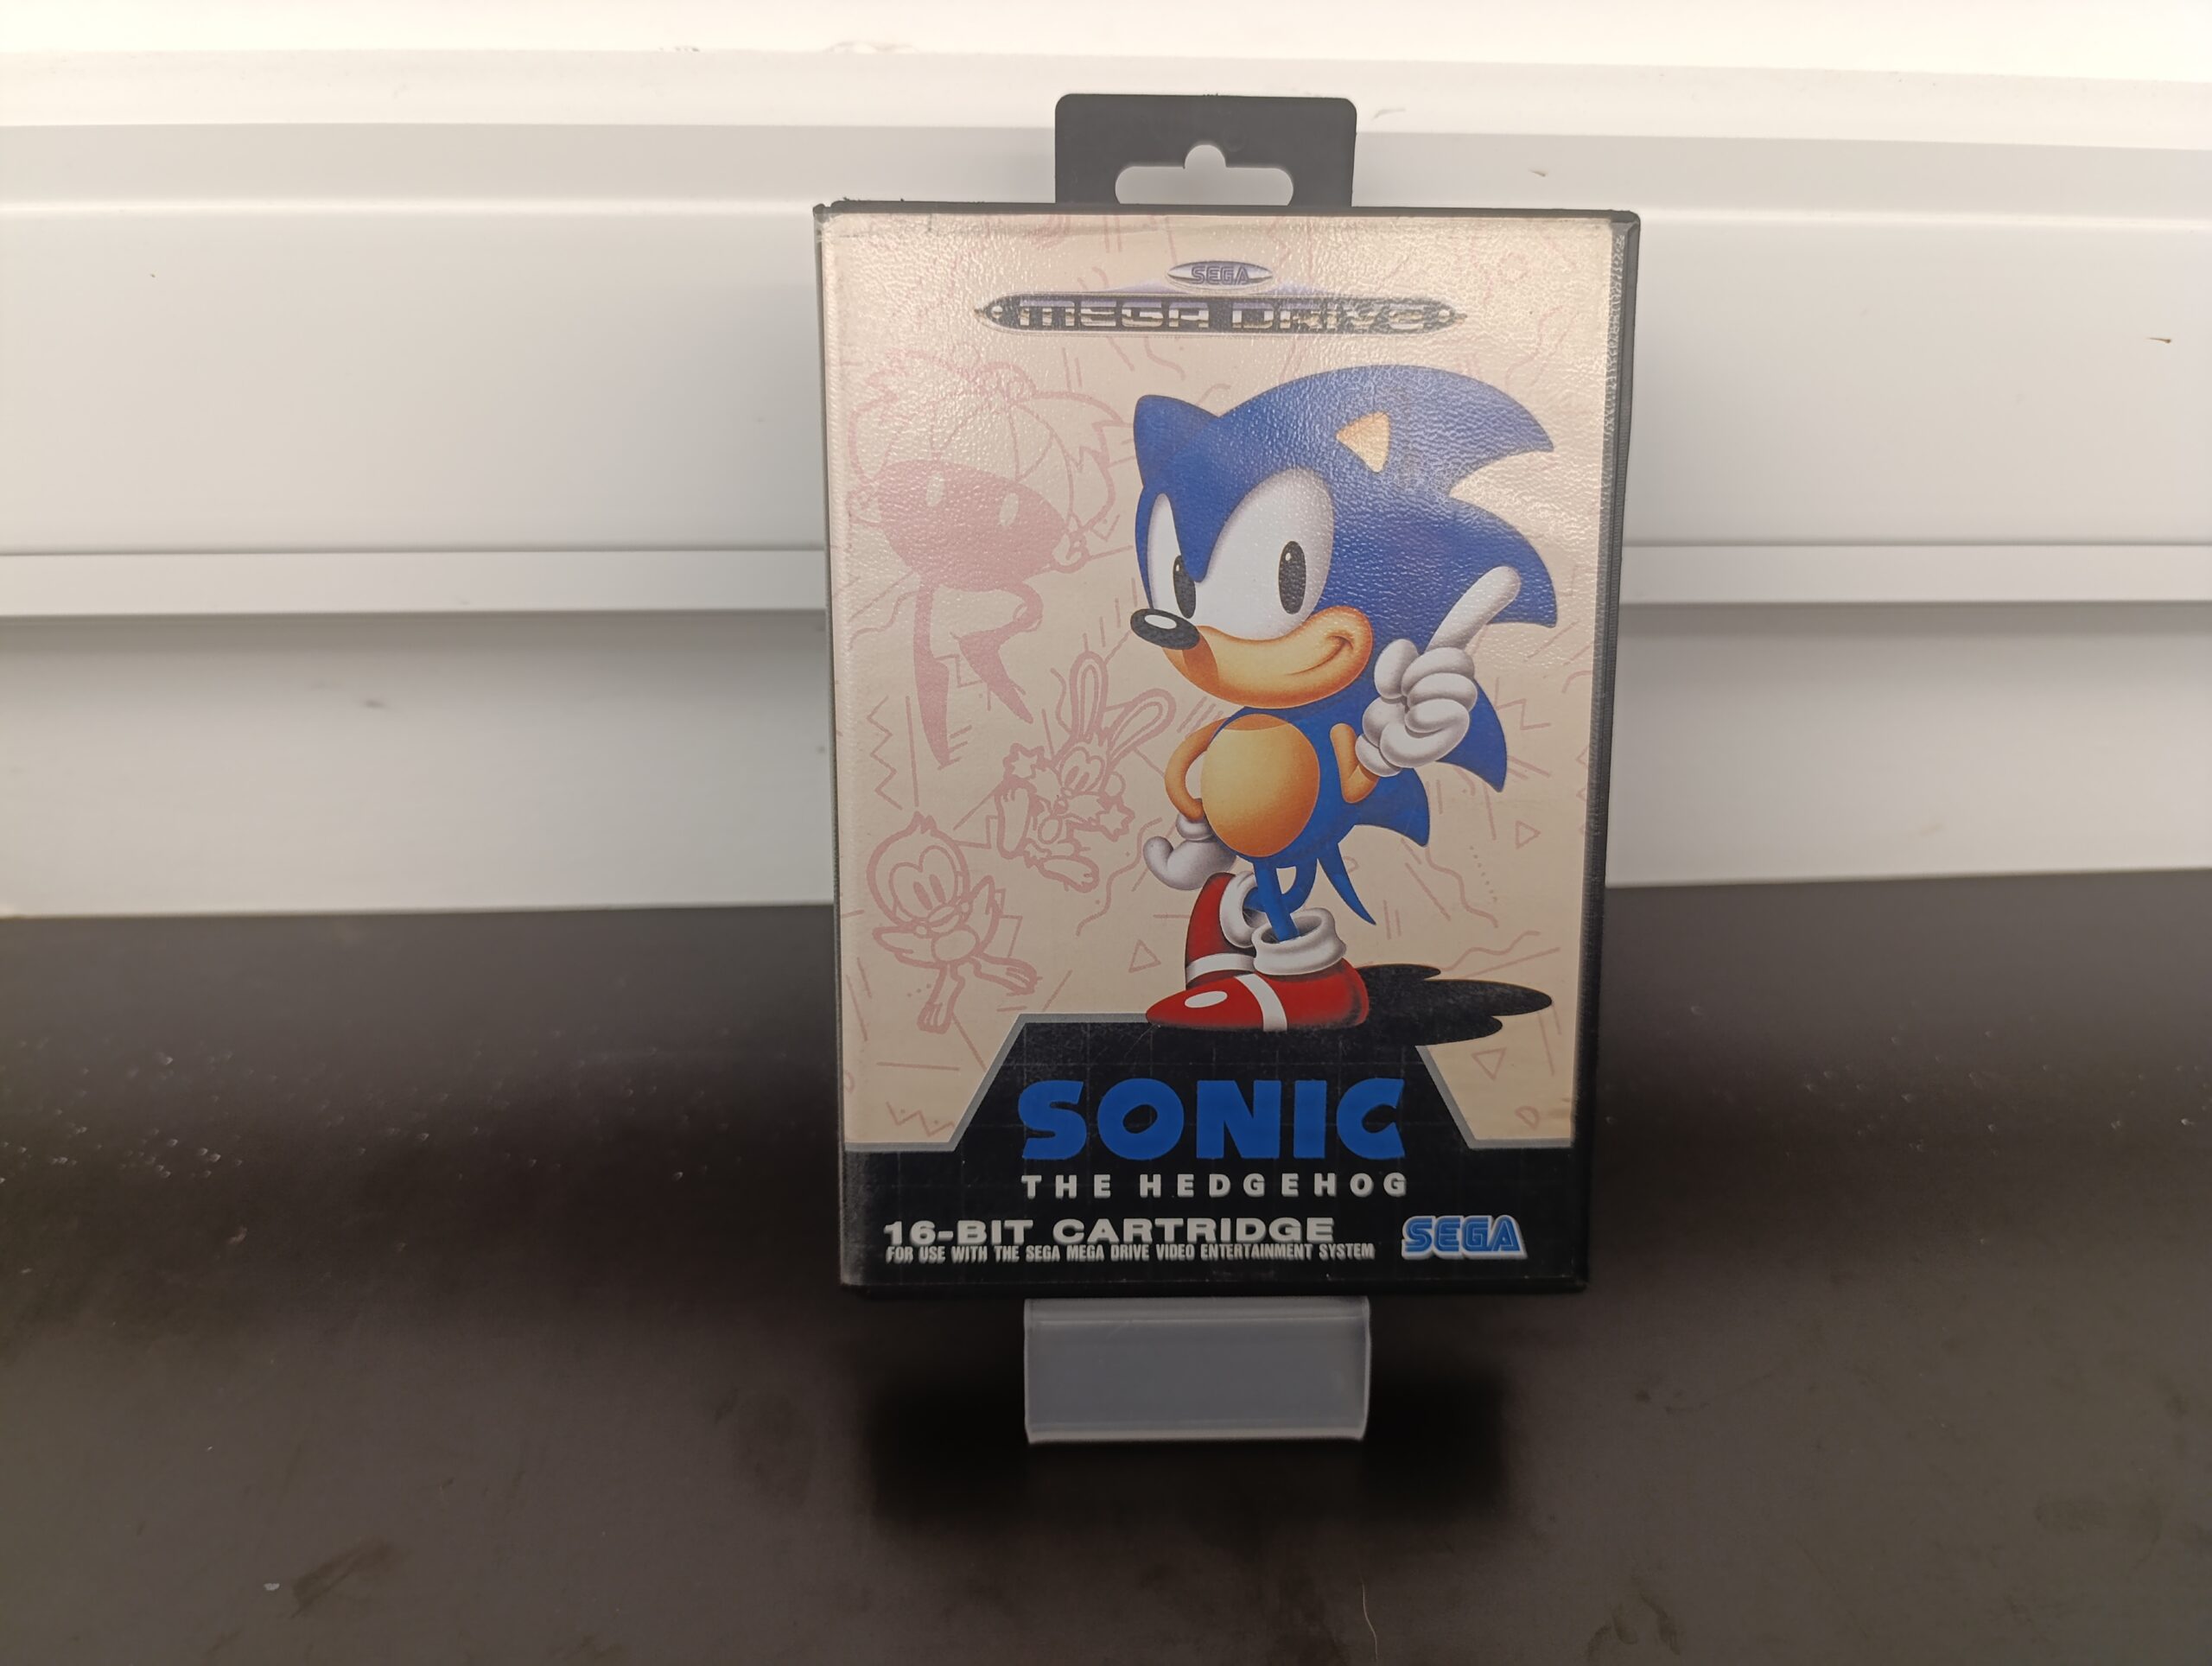 SEGA
MEGA DRIVE
SONIC
THE HEDGEHOG
16-BIT CARTRIDGE
FOR USE WITH THE SEGA MEGA DRIVE VIDEO ENTERTAINMENT SYSTEM
SEGA